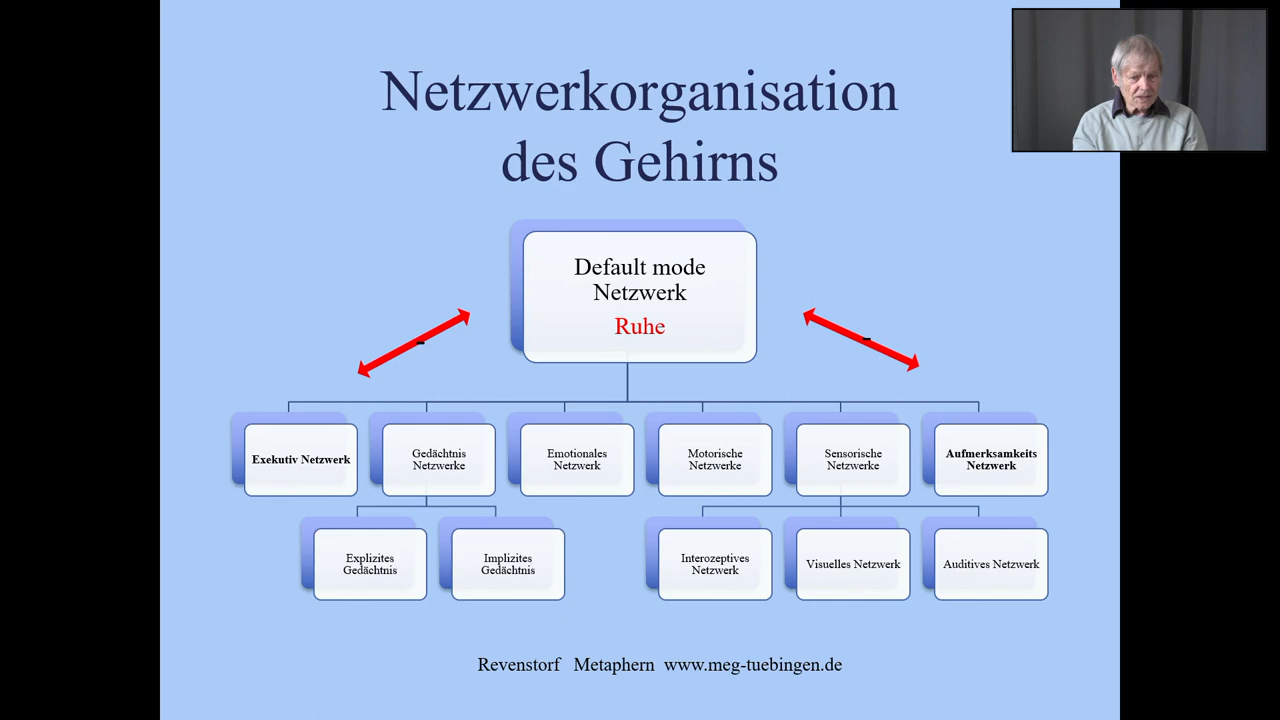 Netzwerkorganisation
des Gehirns
Default mode
Netzwerk
Ruhe
-
-
Exekutiv Netzwerk
Gedächtnis
Netzwerke
Emotionales
Netzwerk
Motorische
Netzwerke
Sensorische
Netzwerke
Aufmerksamkeits
Netzwerk
Explizites
Gedächtnis
Implizites
Gedächtnis
Interozeptives
Netzwerk
Visuelles Netzwerk
Auditives Netzwerk
Revenstorf Metaphern www.meg-tuebingen.de